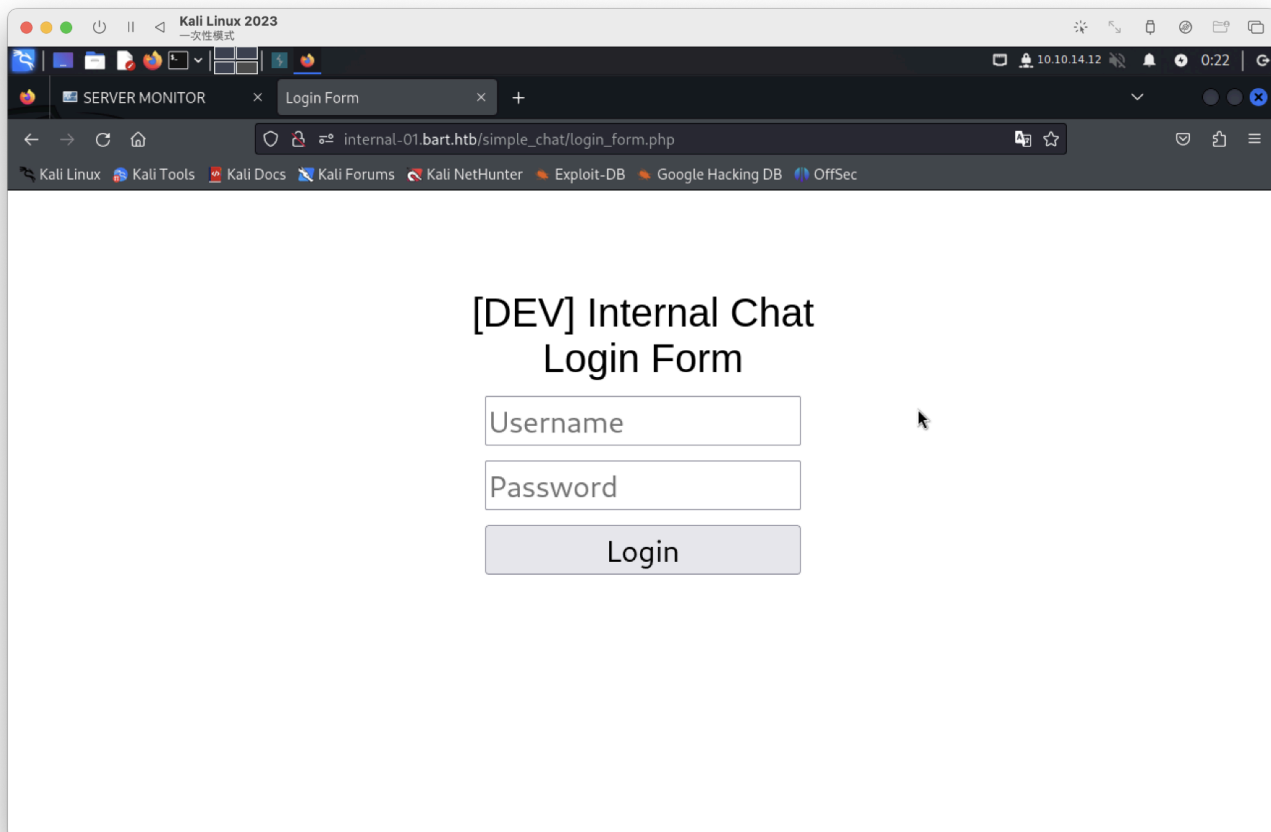 Kali Linux 2023
一次性模式
10.10.14.12 0:22
SERVER MONITOR
Login Form
internal-01.bart.htb/simple_chat/login_form.php
Kali Linux Kali Tools Kali Docs Kali Forums Kali NetHunter Exploit-DB Google Hacking DB OffSec
[DEV] Internal Chat
Login Form
Username
Password
Login